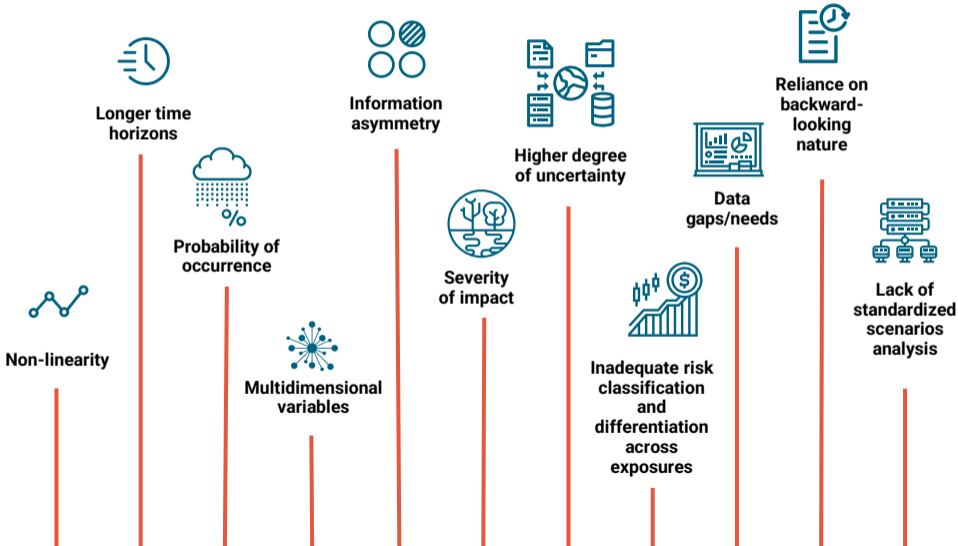 Non-linearity
Longer time
horizons
%
Probability of
occurrence
Multidimensional
variables
Information
asymmetry
Severity
of impact
Higher degree
of uncertainty
$
Inadequate risk
classification
and
differentiation
across
exposures
Data
gaps/needs
Reliance on
backward-
looking
nature
Lack of
standardized
scenarios
analysis